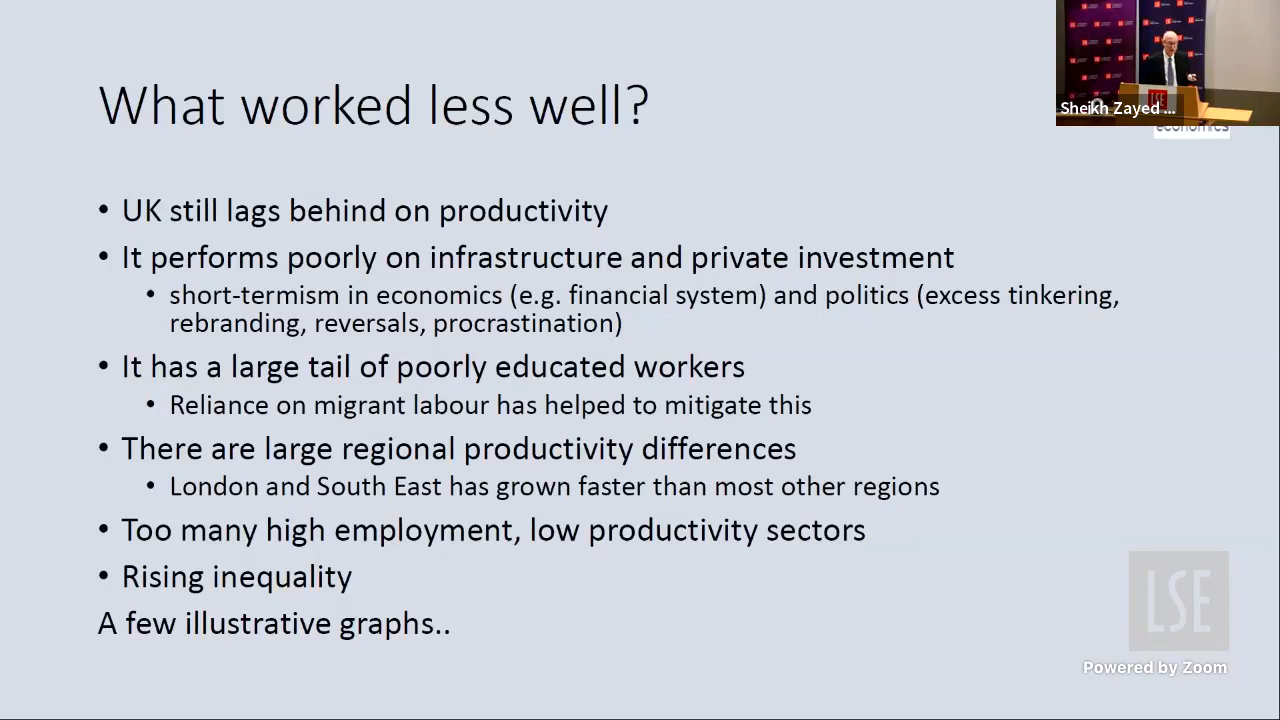 What worked less well?
Sheikh Zayed ...
LSE
economics
• UK still lags behind on productivity
• It performs poorly on infrastructure and private investment
• short-termism in economics (e.g. financial system) and politics (excess tinkering,
rebranding, reversals, procrastination)
• It has a large tail of poorly educated workers
• Reliance on migrant labour has helped to mitigate this
• There are large regional productivity differences
• London and South East has grown faster than most other regions
• Too many high employment, low productivity sectors
• Rising inequality
A few illustrative graphs..
LSE
Powered by Zoom